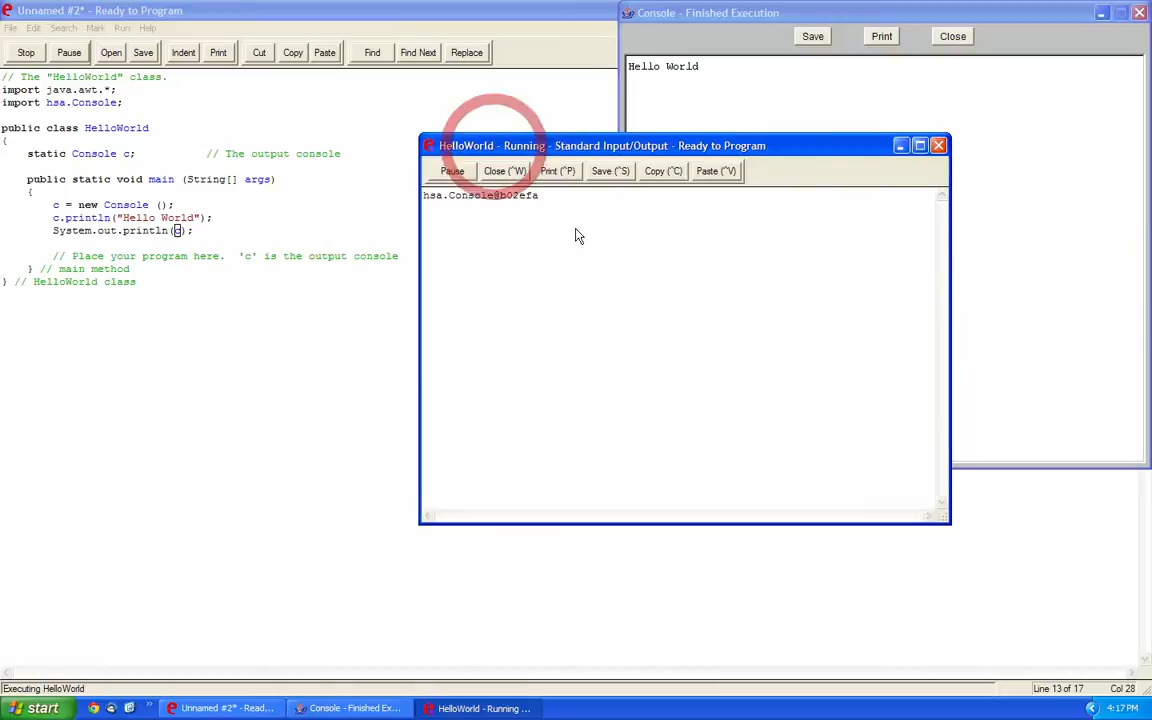 Unnamed #2* - Ready to Program
File Edit Search Mark Run Help
Stop Pause Open Save Indent Print Cut Copy Paste Find Find Next Replace
// The "HelloWorld" class.
import java.awt.*;
import hsa.Console;
public class HelloWorld
{
static Console c; // The output console
public static void main (String[] args)
{
c = new Console ();
c.println("Hello World");
System.out.println(c);
// Place your program here. 'c' is the output console
} // main method
} // HelloWorld class
Console - Finished Execution
Save Print Close
Hello World
HelloWorld - Running - Standard Input/Output - Ready to Program
Pause Close (^W) Print (^P) Save (^S) Copy (^C) Paste (^V)
hsa.Console@b02efa
Executing HelloWorld
Line 13 of 17 Col 28
start Unnamed #2* - Read... Console - Finished Ex... HelloWorld - Running ... 4:17 PM